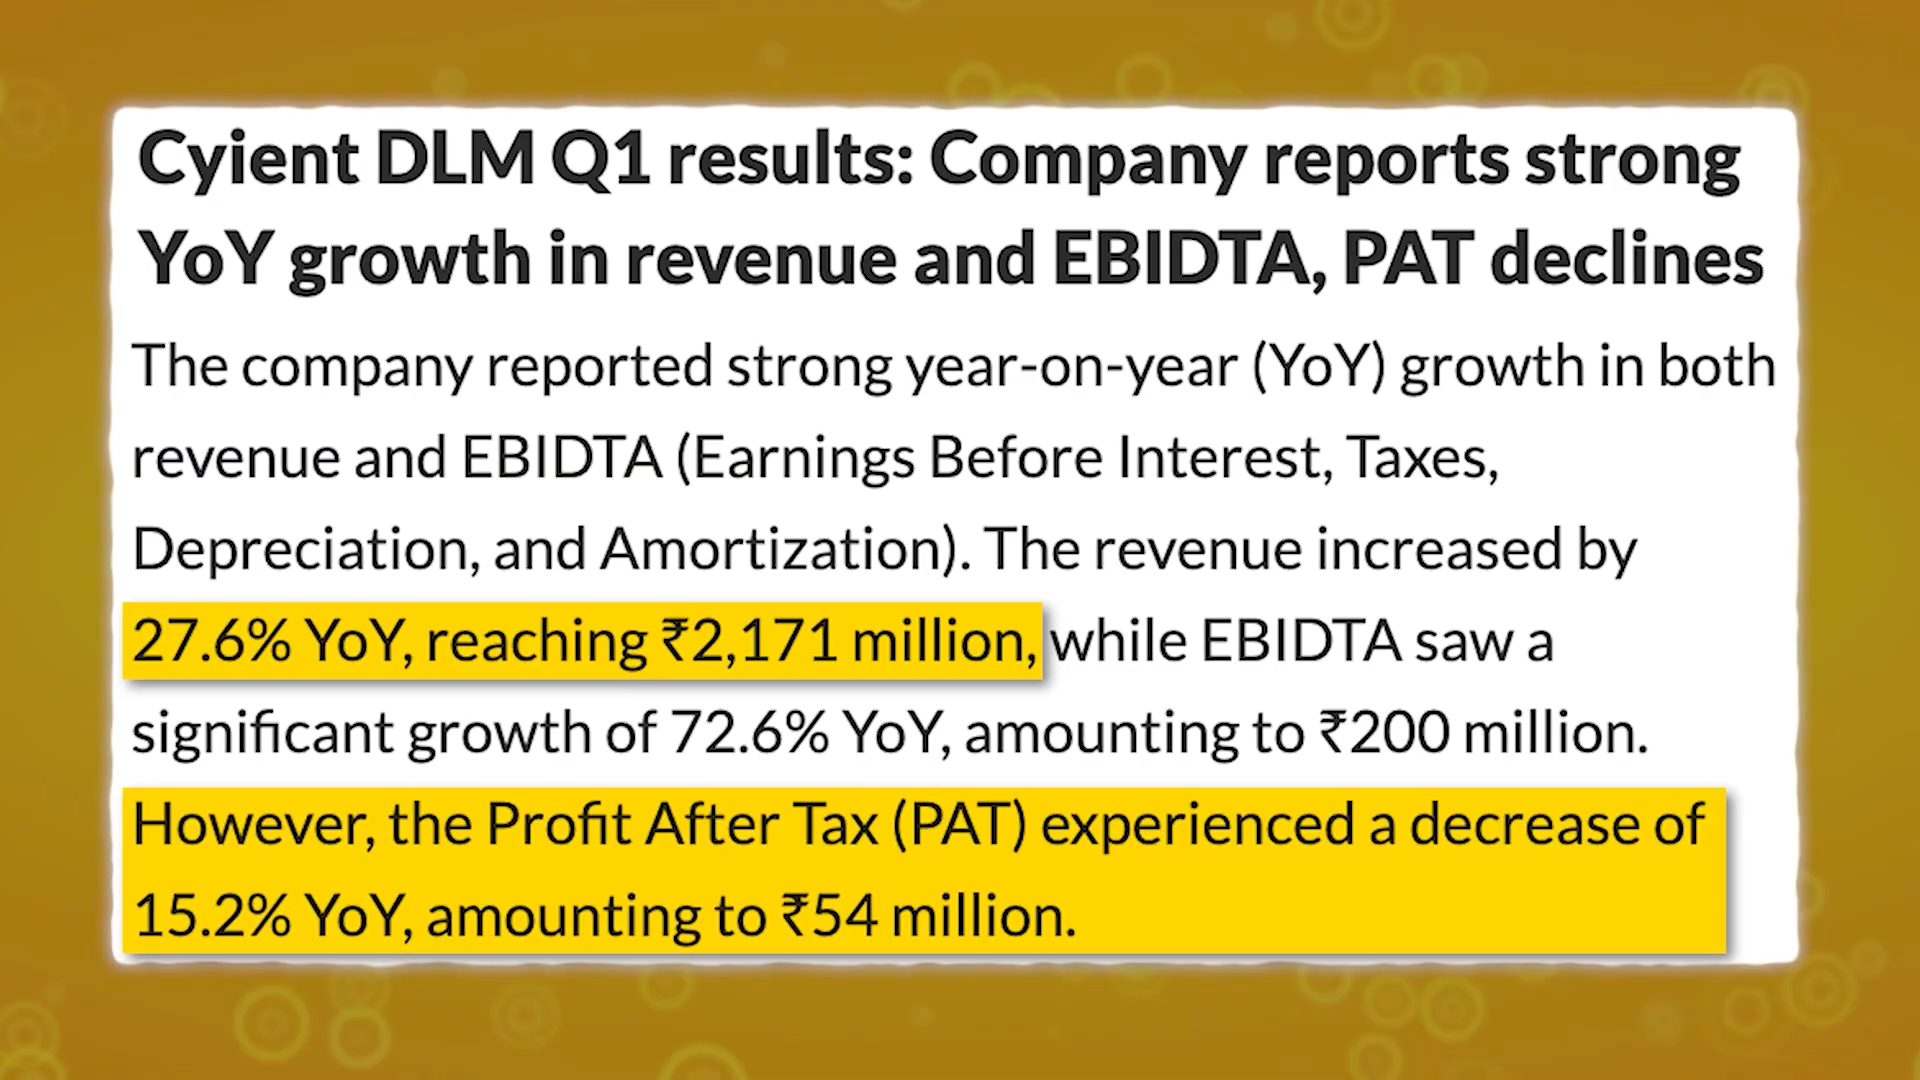 Cyient DLM Q1 results: Company reports strong
YoY growth in revenue and EBIDTA, PAT declines
The company reported strong year-on-year (YoY) growth in both
revenue and EBIDTA (Earnings Before Interest, Taxes,
Depreciation, and Amortization). The revenue increased by
27.6% YoY, reaching ₹2,171 million, while EBIDTA saw a
significant growth of 72.6% YoY, amounting to ₹200 million.
However, the Profit After Tax (PAT) experienced a decrease of
15.2% YoY, amounting to ₹54 million.